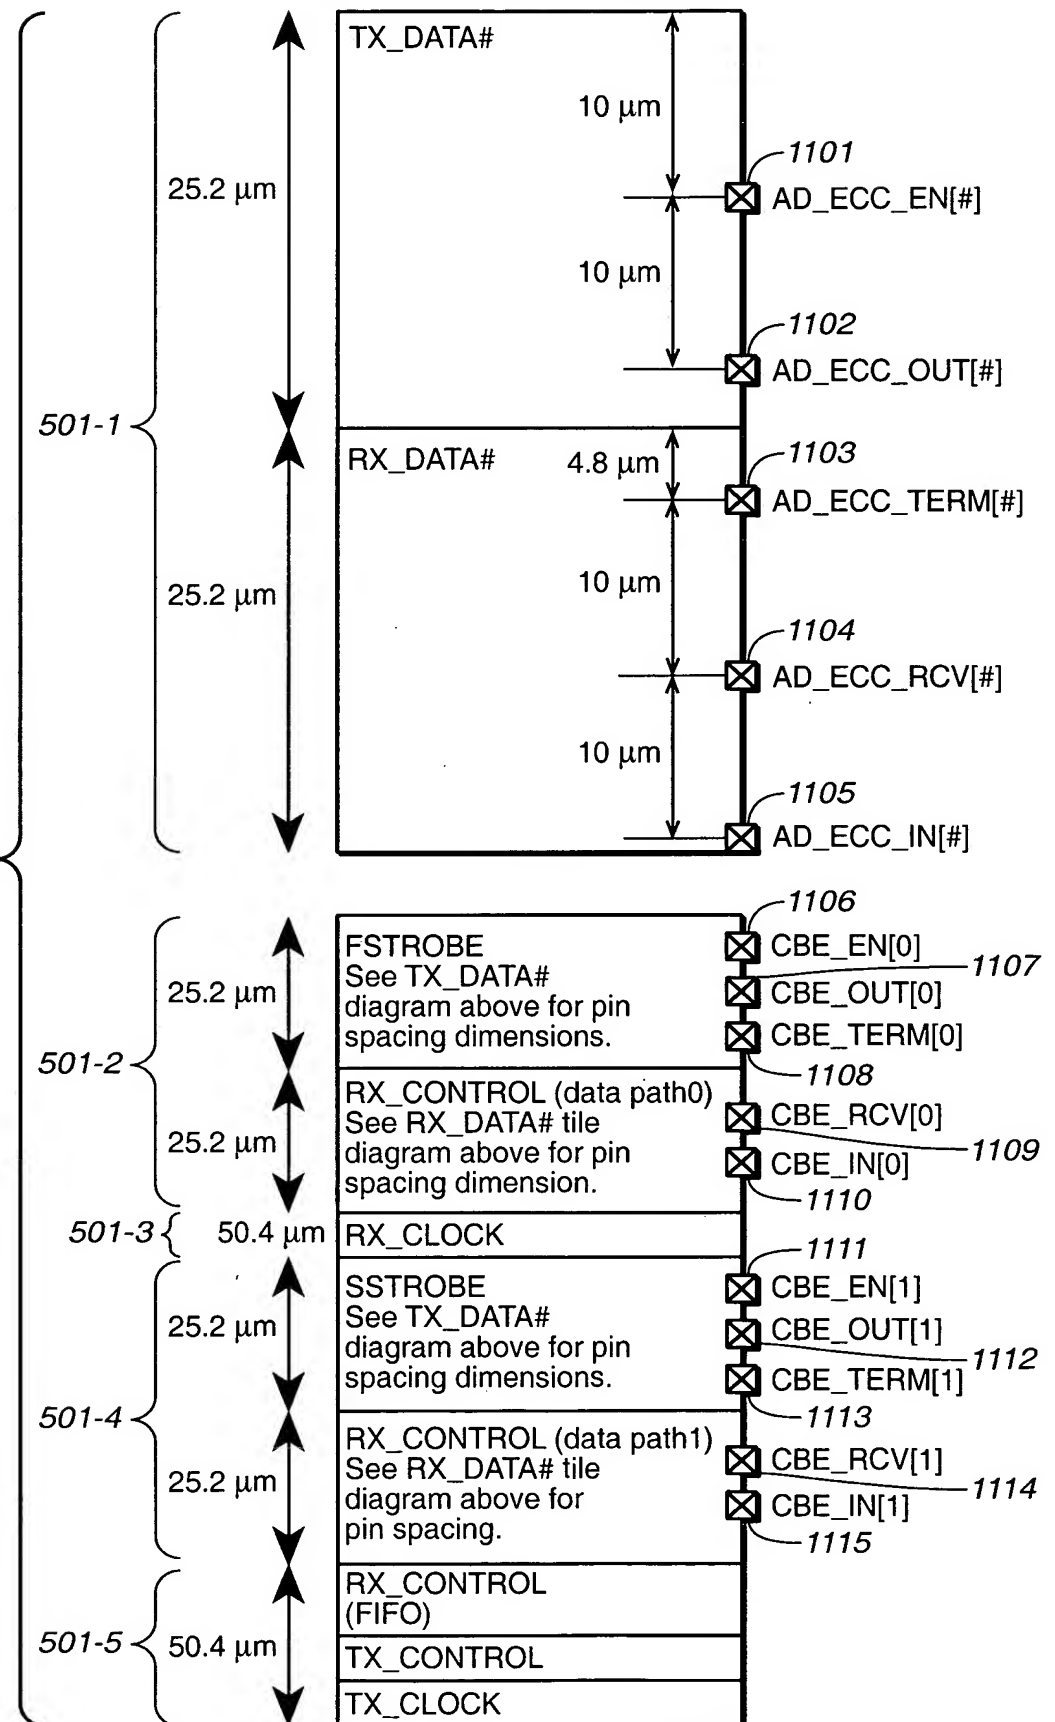 TX_DATA#
10 µm
1101
25.2 µm
AD_ECC_EN[#]
10 µm
1102
AD_ECC_OUT[#]
501-1
RX_DATA#
4.8 µm
1103
AD_ECC_TERM[#]
10 µm
25.2 µm
1104
AD_ECC_RCV[#]
10 µm
1105
AD_ECC_IN[#]
1106
FSTROBE
See TX_DATA#
diagram above for pin
spacing dimensions.
25.2 µm
CBE_EN[0]
1107
CBE_OUT[0]
CBE_TERM[0]
501-2
1108
RX_CONTROL (data path0)
See RX_DATA# tile
diagram above for pin
spacing dimension.
25.2 µm
CBE_RCV[0]
1109
CBE_IN[0]
1110
501-3
50.4 µm
RX_CLOCK
1111
SSTROBE
See TX_DATA#
diagram above for pin
spacing dimensions.
25.2 µm
CBE_EN[1]
CBE_OUT[1]
1112
CBE_TERM[1]
501-4
1113
RX_CONTROL (data path1)
See RX_DATA# tile
diagram above for
pin spacing.
25.2 µm
CBE_RCV[1]
1114
CBE_IN[1]
1115
RX_CONTROL
(FIFO)
501-5
50.4 µm
TX_CONTROL
TX_CLOCK